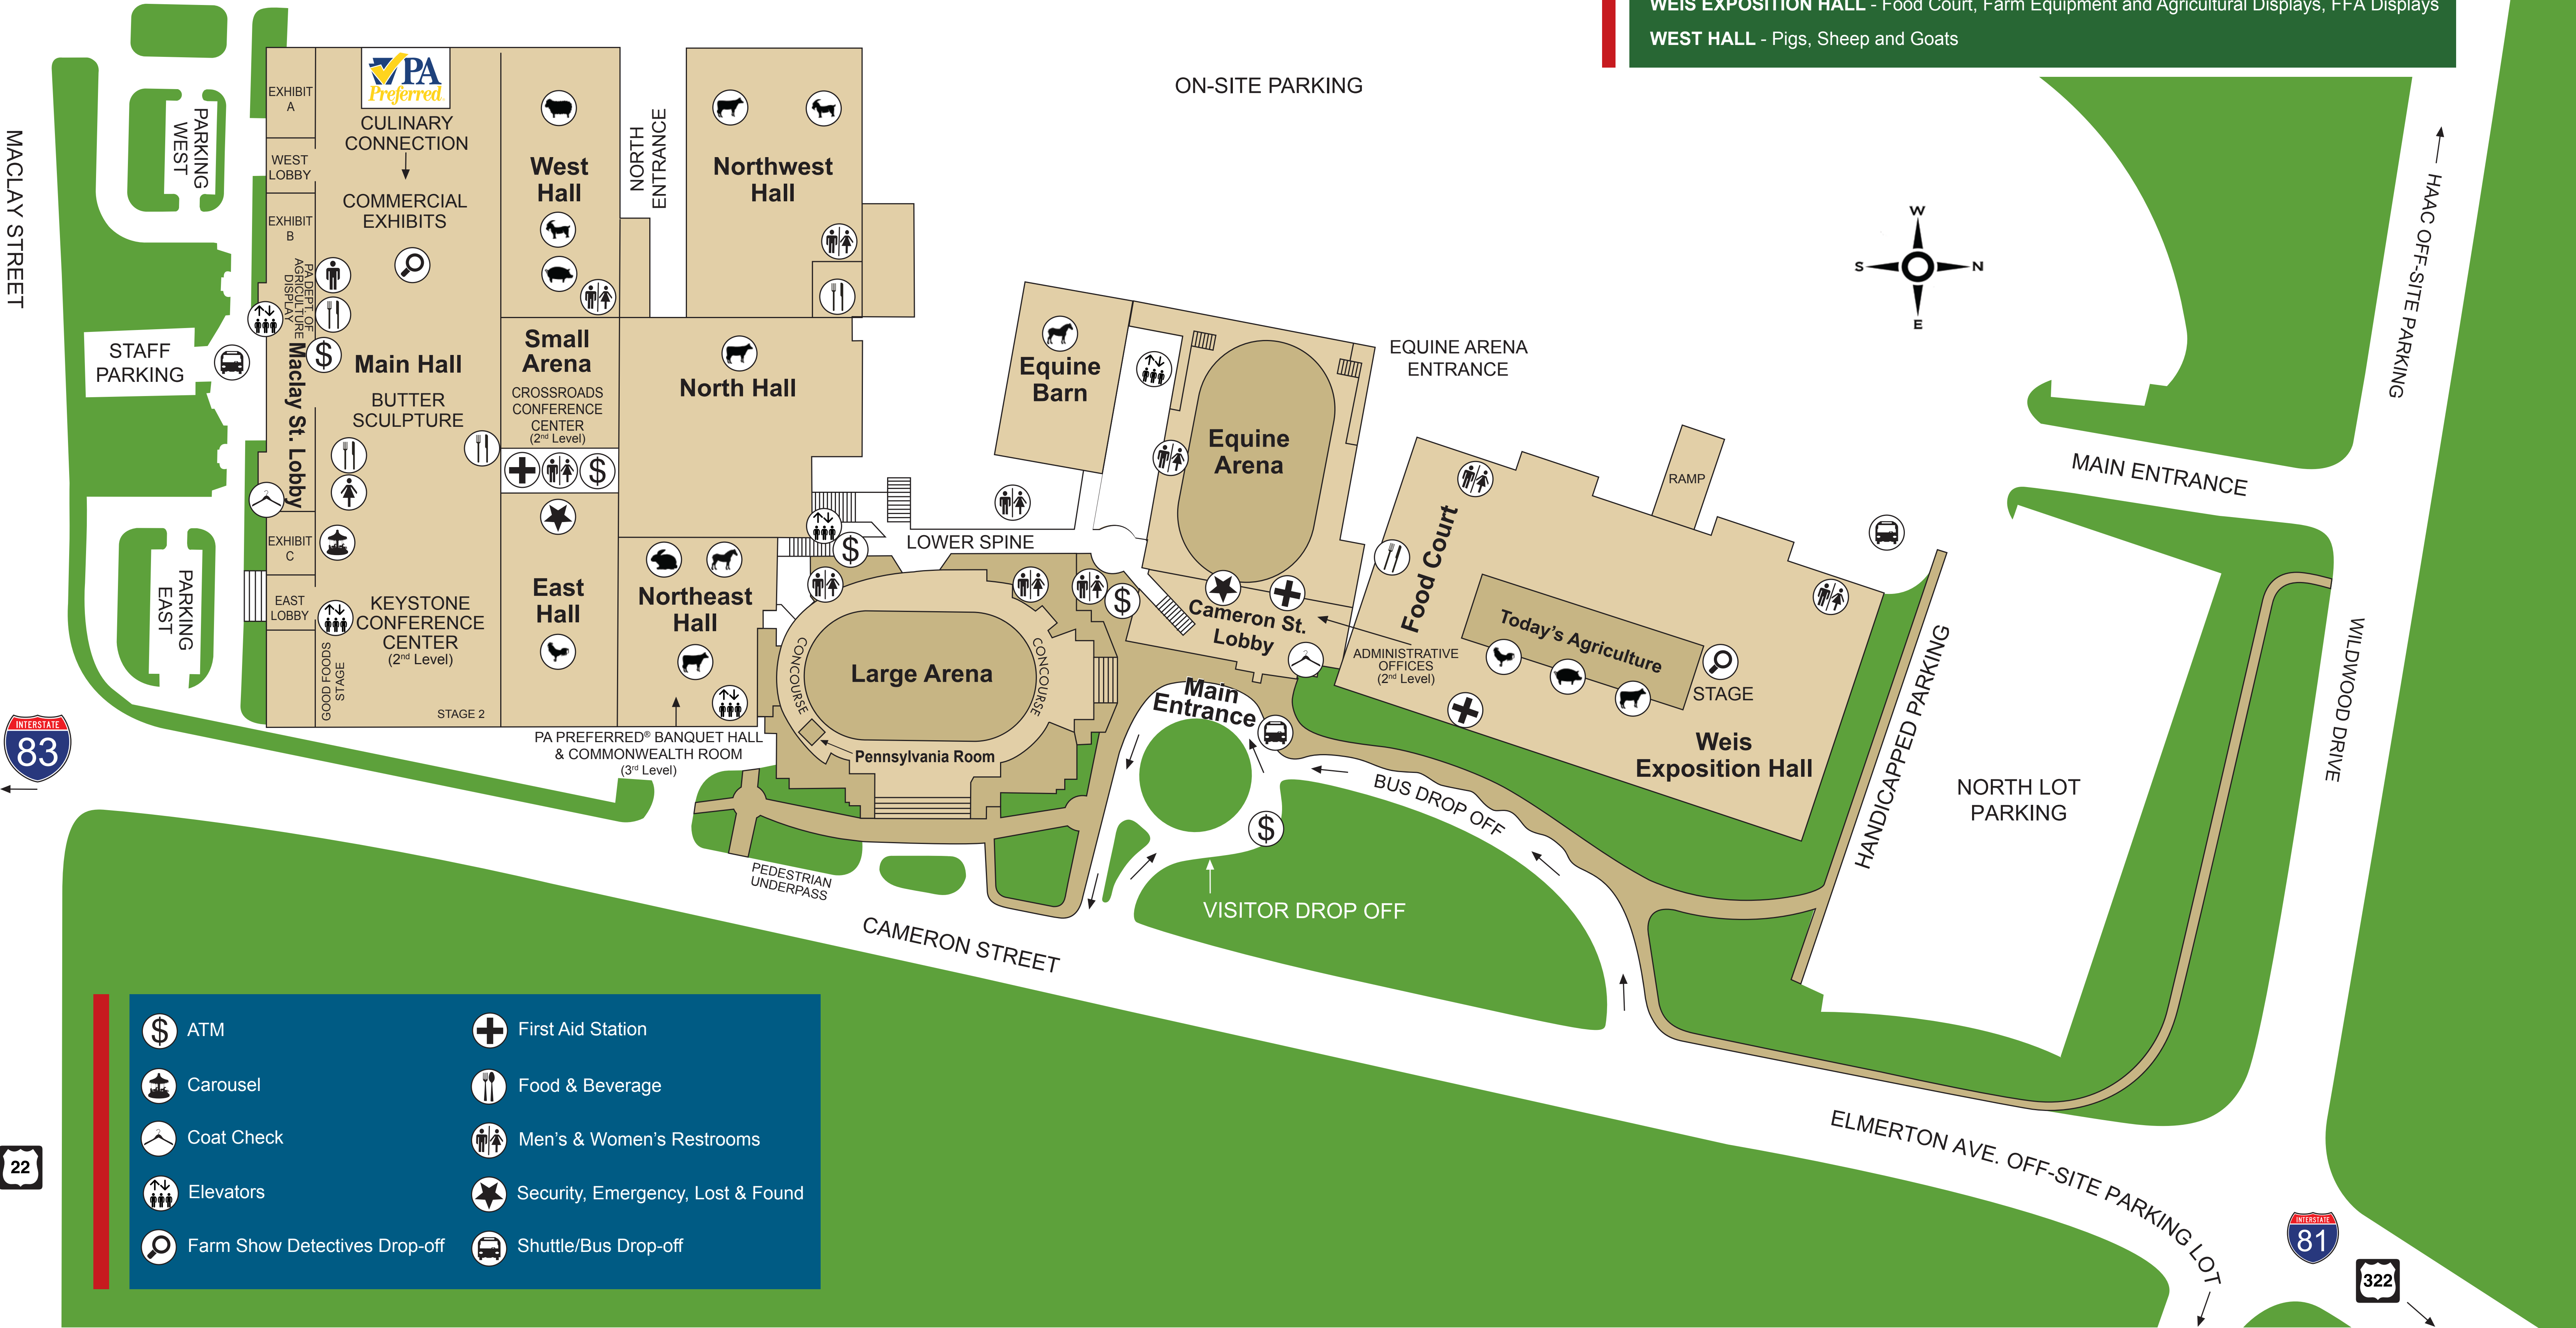 WEIS EXPOSITION HALL - Food Court, Farm Equipment and Agricultural Displays, FFA Displays
WEST HALL - Pigs, Sheep and Goats
ON-SITE PARKING
MACLAY STREET
PARKING
WEST
EXHIBIT
A
WEST
LOBBY
EXHIBIT
B
PA Preferred
CULINARY
CONNECTION
COMMERCIAL
EXHIBITS
PA DEPT. OF
AGRICULTURE
DISPLAY
West
Hall
NORTH
ENTRANCE
Northwest
Hall
STAFF
PARKING
Maclay St. Lobby
$
Main Hall
BUTTER
SCULPTURE
Small
Arena
CROSSROADS
CONFERENCE
CENTER
(2nd Level)
$
North Hall
Equine
Barn
Equine
Arena
EQUINE ARENA
ENTRANCE
W
S
N
E
HAAC OFF-SITE PARKING
MAIN ENTRANCE
RAMP
EXHIBIT
C
EAST
LOBBY
PARKING
EAST
KEYSTONE
CONFERENCE
CENTER
(2nd Level)
GOOD FOODS
STAGE
STAGE 2
East
Hall
Northeast
Hall
$
LOWER SPINE
$
CONCOURSE
Large Arena
CONCOURSE
Pennsylvania Room
PA PREFERRED® BANQUET HALL
& COMMONWEALTH ROOM
(3rd Level)
Cameron St.
Lobby
Food Court
ADMINISTRATIVE
OFFICES
(2nd Level)
Today's Agriculture
STAGE
Weis
Exposition Hall
Main
Entrance
BUS DROP OFF
$
VISITOR DROP OFF
HANDICAPPED PARKING
NORTH LOT
PARKING
WILDWOOD DRIVE
INTERSTATE
83
PEDESTRIAN
UNDERPASS
CAMERON STREET
ELMERTON AVE. OFF-SITE PARKING LOT
22
INTERSTATE
81
322
$ ATM
Carousel
Coat Check
Elevators
Farm Show Detectives Drop-off
First Aid Station
Food & Beverage
Men's & Women's Restrooms
Security, Emergency, Lost & Found
Shuttle/Bus Drop-off